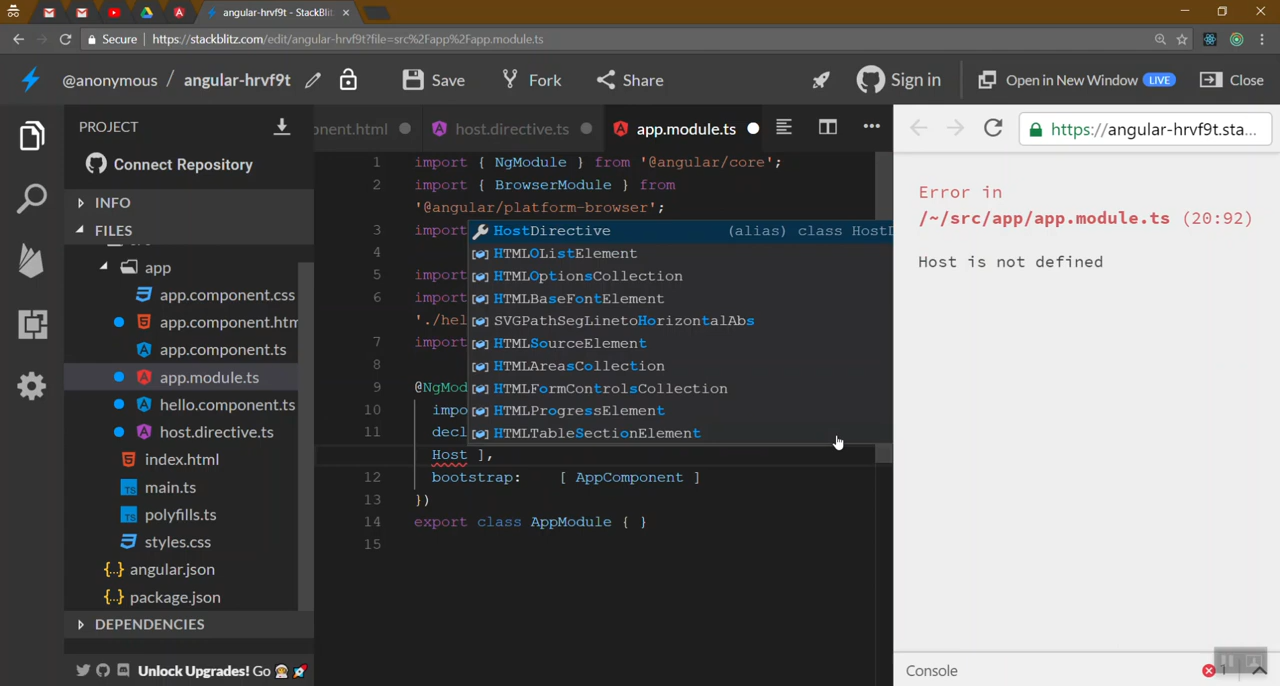 angular-hrvf9t - StackBlit
Secure | https://stackblitz.com/edit/angular-hrvf9t?file=src%2Fapp%2Fapp.module.ts
@anonymous / angular-hrvf9t Save Fork Share Sign in Open in New Window LIVE Close
PROJECT
Connect Repository
INFO
FILES
app
app.component.css
app.component.htm
app.component.ts
app.module.ts
hello.component.ts
host.directive.ts
index.html
main.ts
polyfills.ts
styles.css
{..} angular.json
{..} package.json
DEPENDENCIES
Unlock Upgrades! Go
ponent.html host.directive.ts app.module.ts
1 import { NgModule } from '@angular/core';
2 import { BrowserModule } from
'@angular/platform-browser';
3 impor
4
5 import
6 import
'./hel
7 import
8
9 @NgMod
10 impo
11 decl
Host ],
12 bootstrap: [ AppComponent ]
13 })
14 export class AppModule { }
15
HostDirective (alias) class HostD
HTMLOListElement
HTMLOptionsCollection
HTMLBaseFontElement
SVGPathSegLinetoHorizontalAbs
HTMLSourceElement
HTMLAreasCollection
HTMLFormControlsCollection
HTMLProgressElement
HTMLTableSectionElement
https://angular-hrvf9t.sta...
Error in
/~/src/app/app.module.ts (20:92)
Host is not defined
Console 1